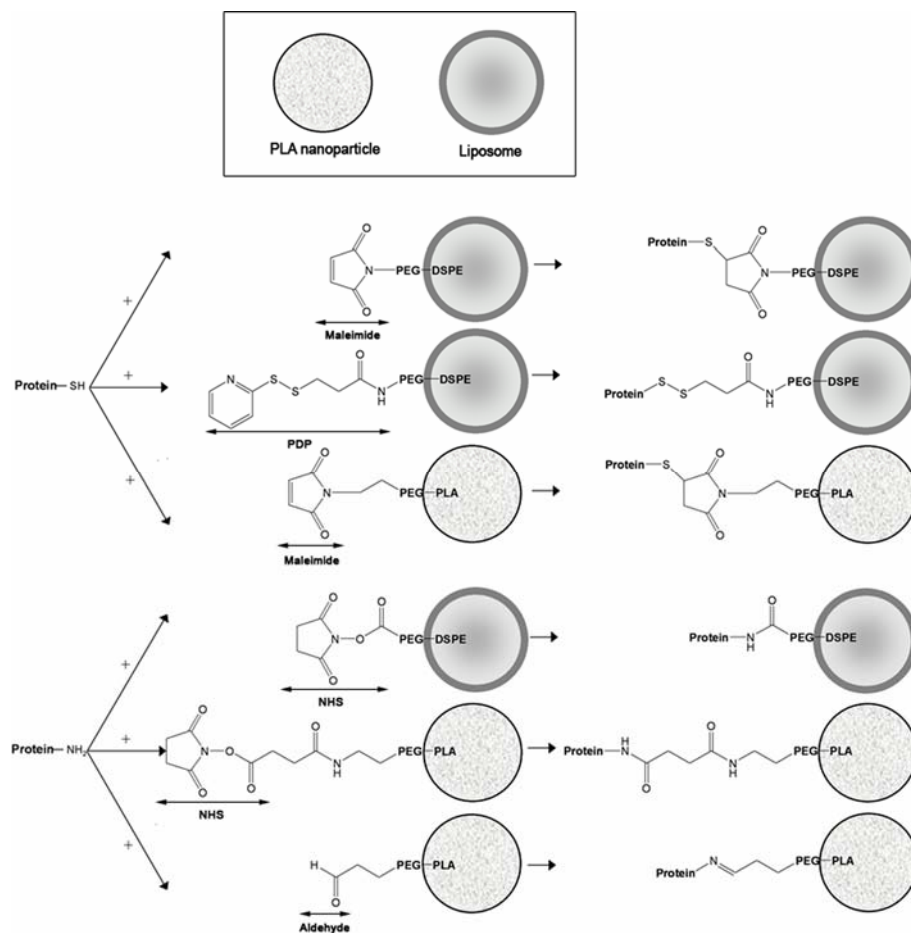 PLA nanoparticle
Liposome
Protein—SH
+
+
+
O
N—PEG—DSPE
O
Maleimide
Protein—S
O
N—PEG—DSPE
O
N
S
S
O
N
H
PEG—DSPE
PDP
Protein
S
S
O
N
H
PEG—DSPE
O
N
O
PEG—PLA
Maleimide
Protein
S
O
N
O
PEG—PLA
Protein—NH2
+
+
+
O
N—O
O
O
PEG—DSPE
NHS
Protein
N
H
O
PEG—DSPE
O
N—O
O
O
O
N
H
PEG—PLA
NHS
Protein
H
N
O
O
N
H
PEG—PLA
H
O
PEG—PLA
Aldehyde
Protein
N
PEG—PLA